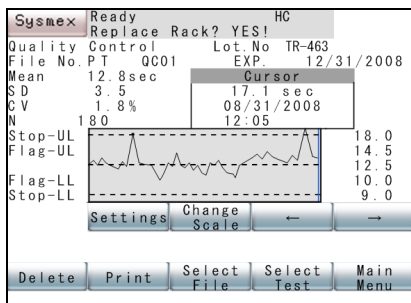 Sysmex Ready HC
Replace Rack? YES!
Quality Control Lot.No TR-463
File No.PT QC01 EXP. 12/31/2008
Mean 12.8sec Cursor
SD 3.5 17.1 sec
CV 1.8% 08/31/2008
N 180 12:05
Stop-UL 18.0
Flag-UL 14.5
12.5
Flag-LL 10.0
Stop-LL 9.0
Settings Change Scale ← →
Delete Print Select File Select Test Main Menu